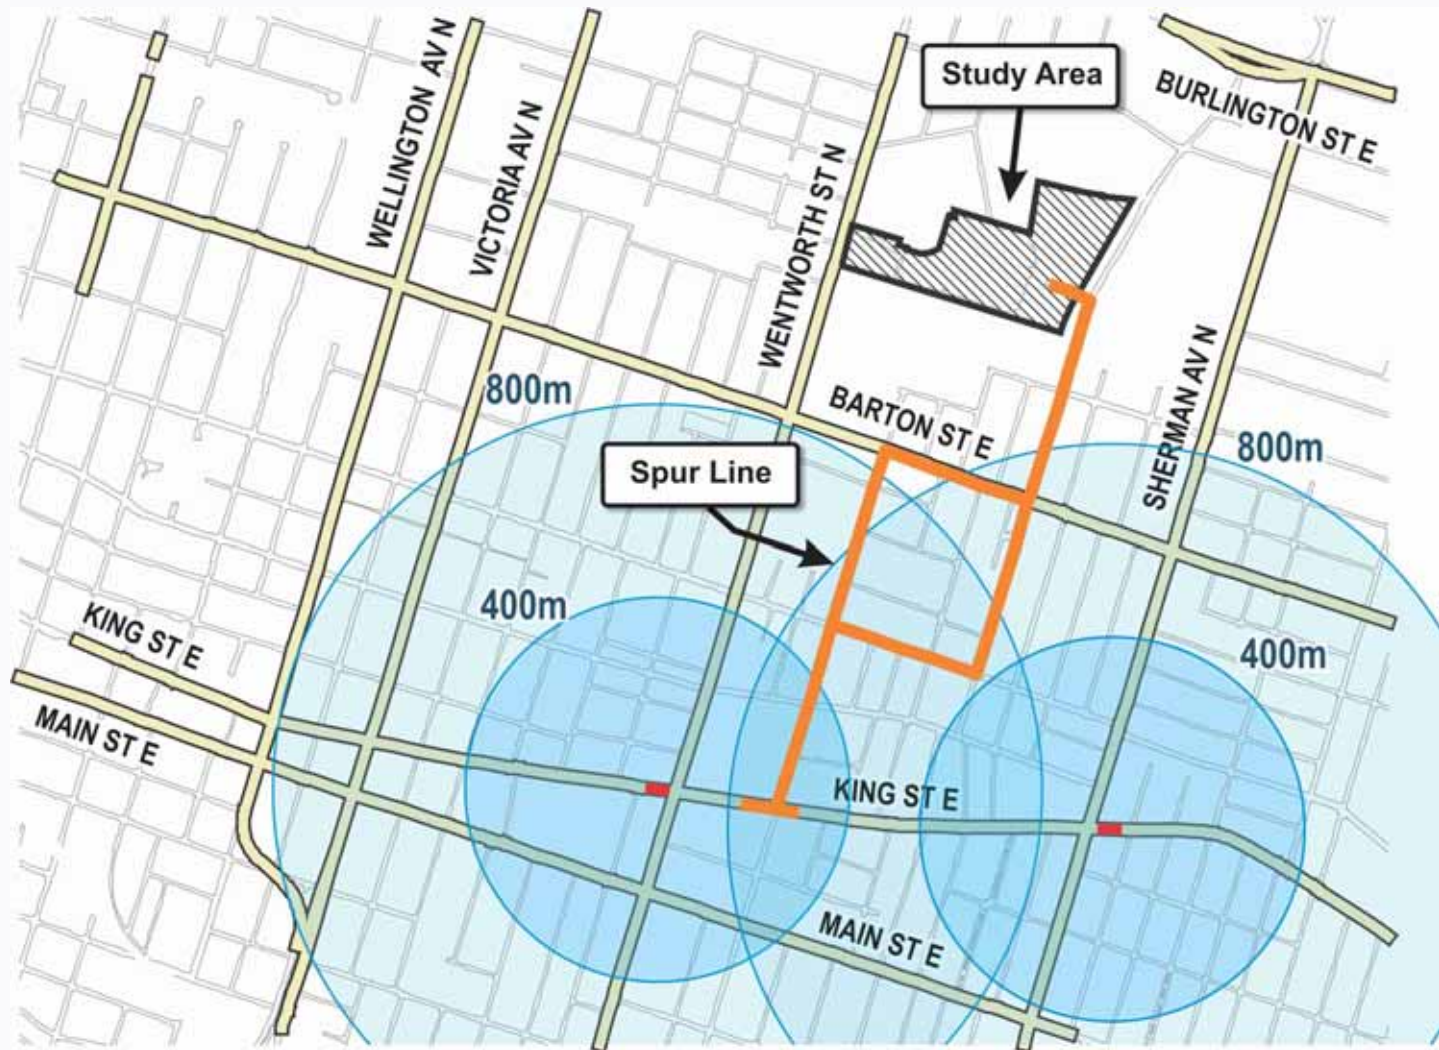 WELLINGTON AV N
VICTORIA AV N
WENTWORTH ST N
Study Area
BURLINGTON ST E
SHERMAN AV N
800m
BARTON ST E
800m
Spur Line
400m
400m
KING ST E
MAIN ST E
KING ST E
MAIN ST E